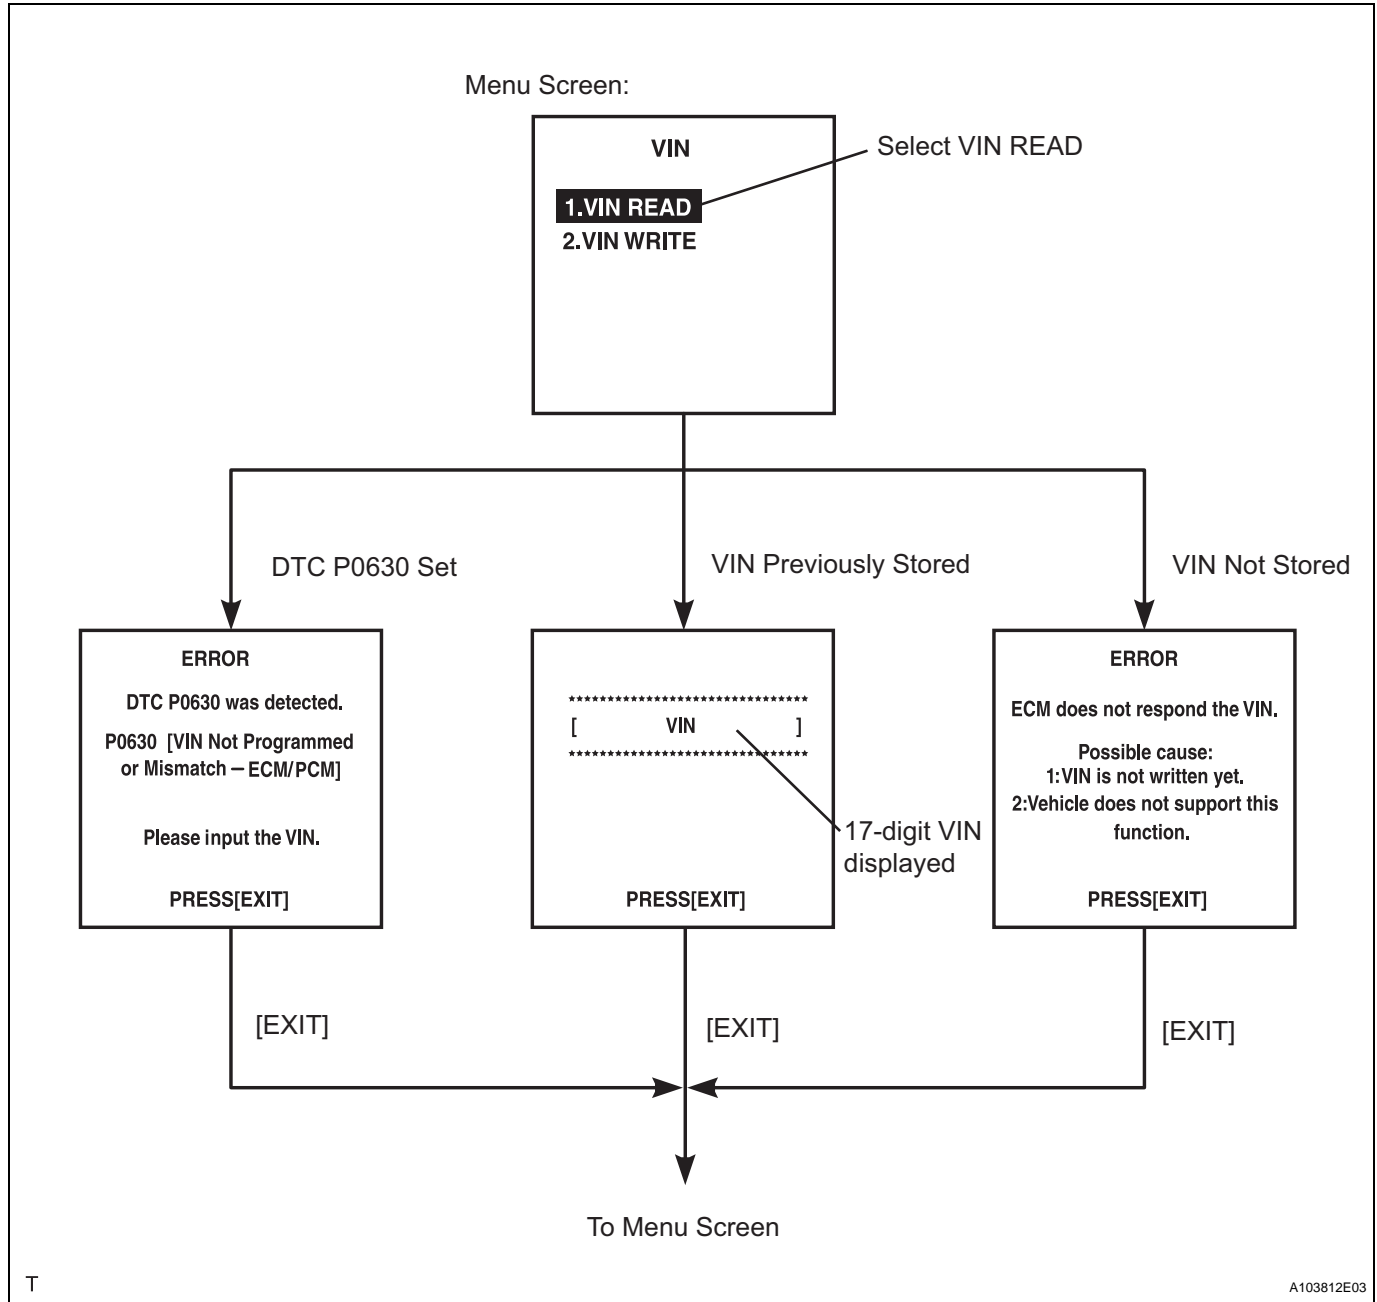 Menu Screen:
VIN
Select VIN READ
1.VIN READ
2.VIN WRITE
DTC P0630 Set
VIN Previously Stored
VIN Not Stored
ERROR
DTC P0630 was detected.
P0630 [VIN Not Programmed
or Mismatch – ECM/PCM]
Please input the VIN.
PRESS[EXIT]
*******************************
[ VIN ]
*******************************
17-digit VIN
displayed
PRESS[EXIT]
ERROR
ECM does not respond the VIN.
Possible cause:
1:VIN is not written yet.
2:Vehicle does not support this
function.
PRESS[EXIT]
[EXIT]
[EXIT]
[EXIT]
To Menu Screen
T
A103812E03